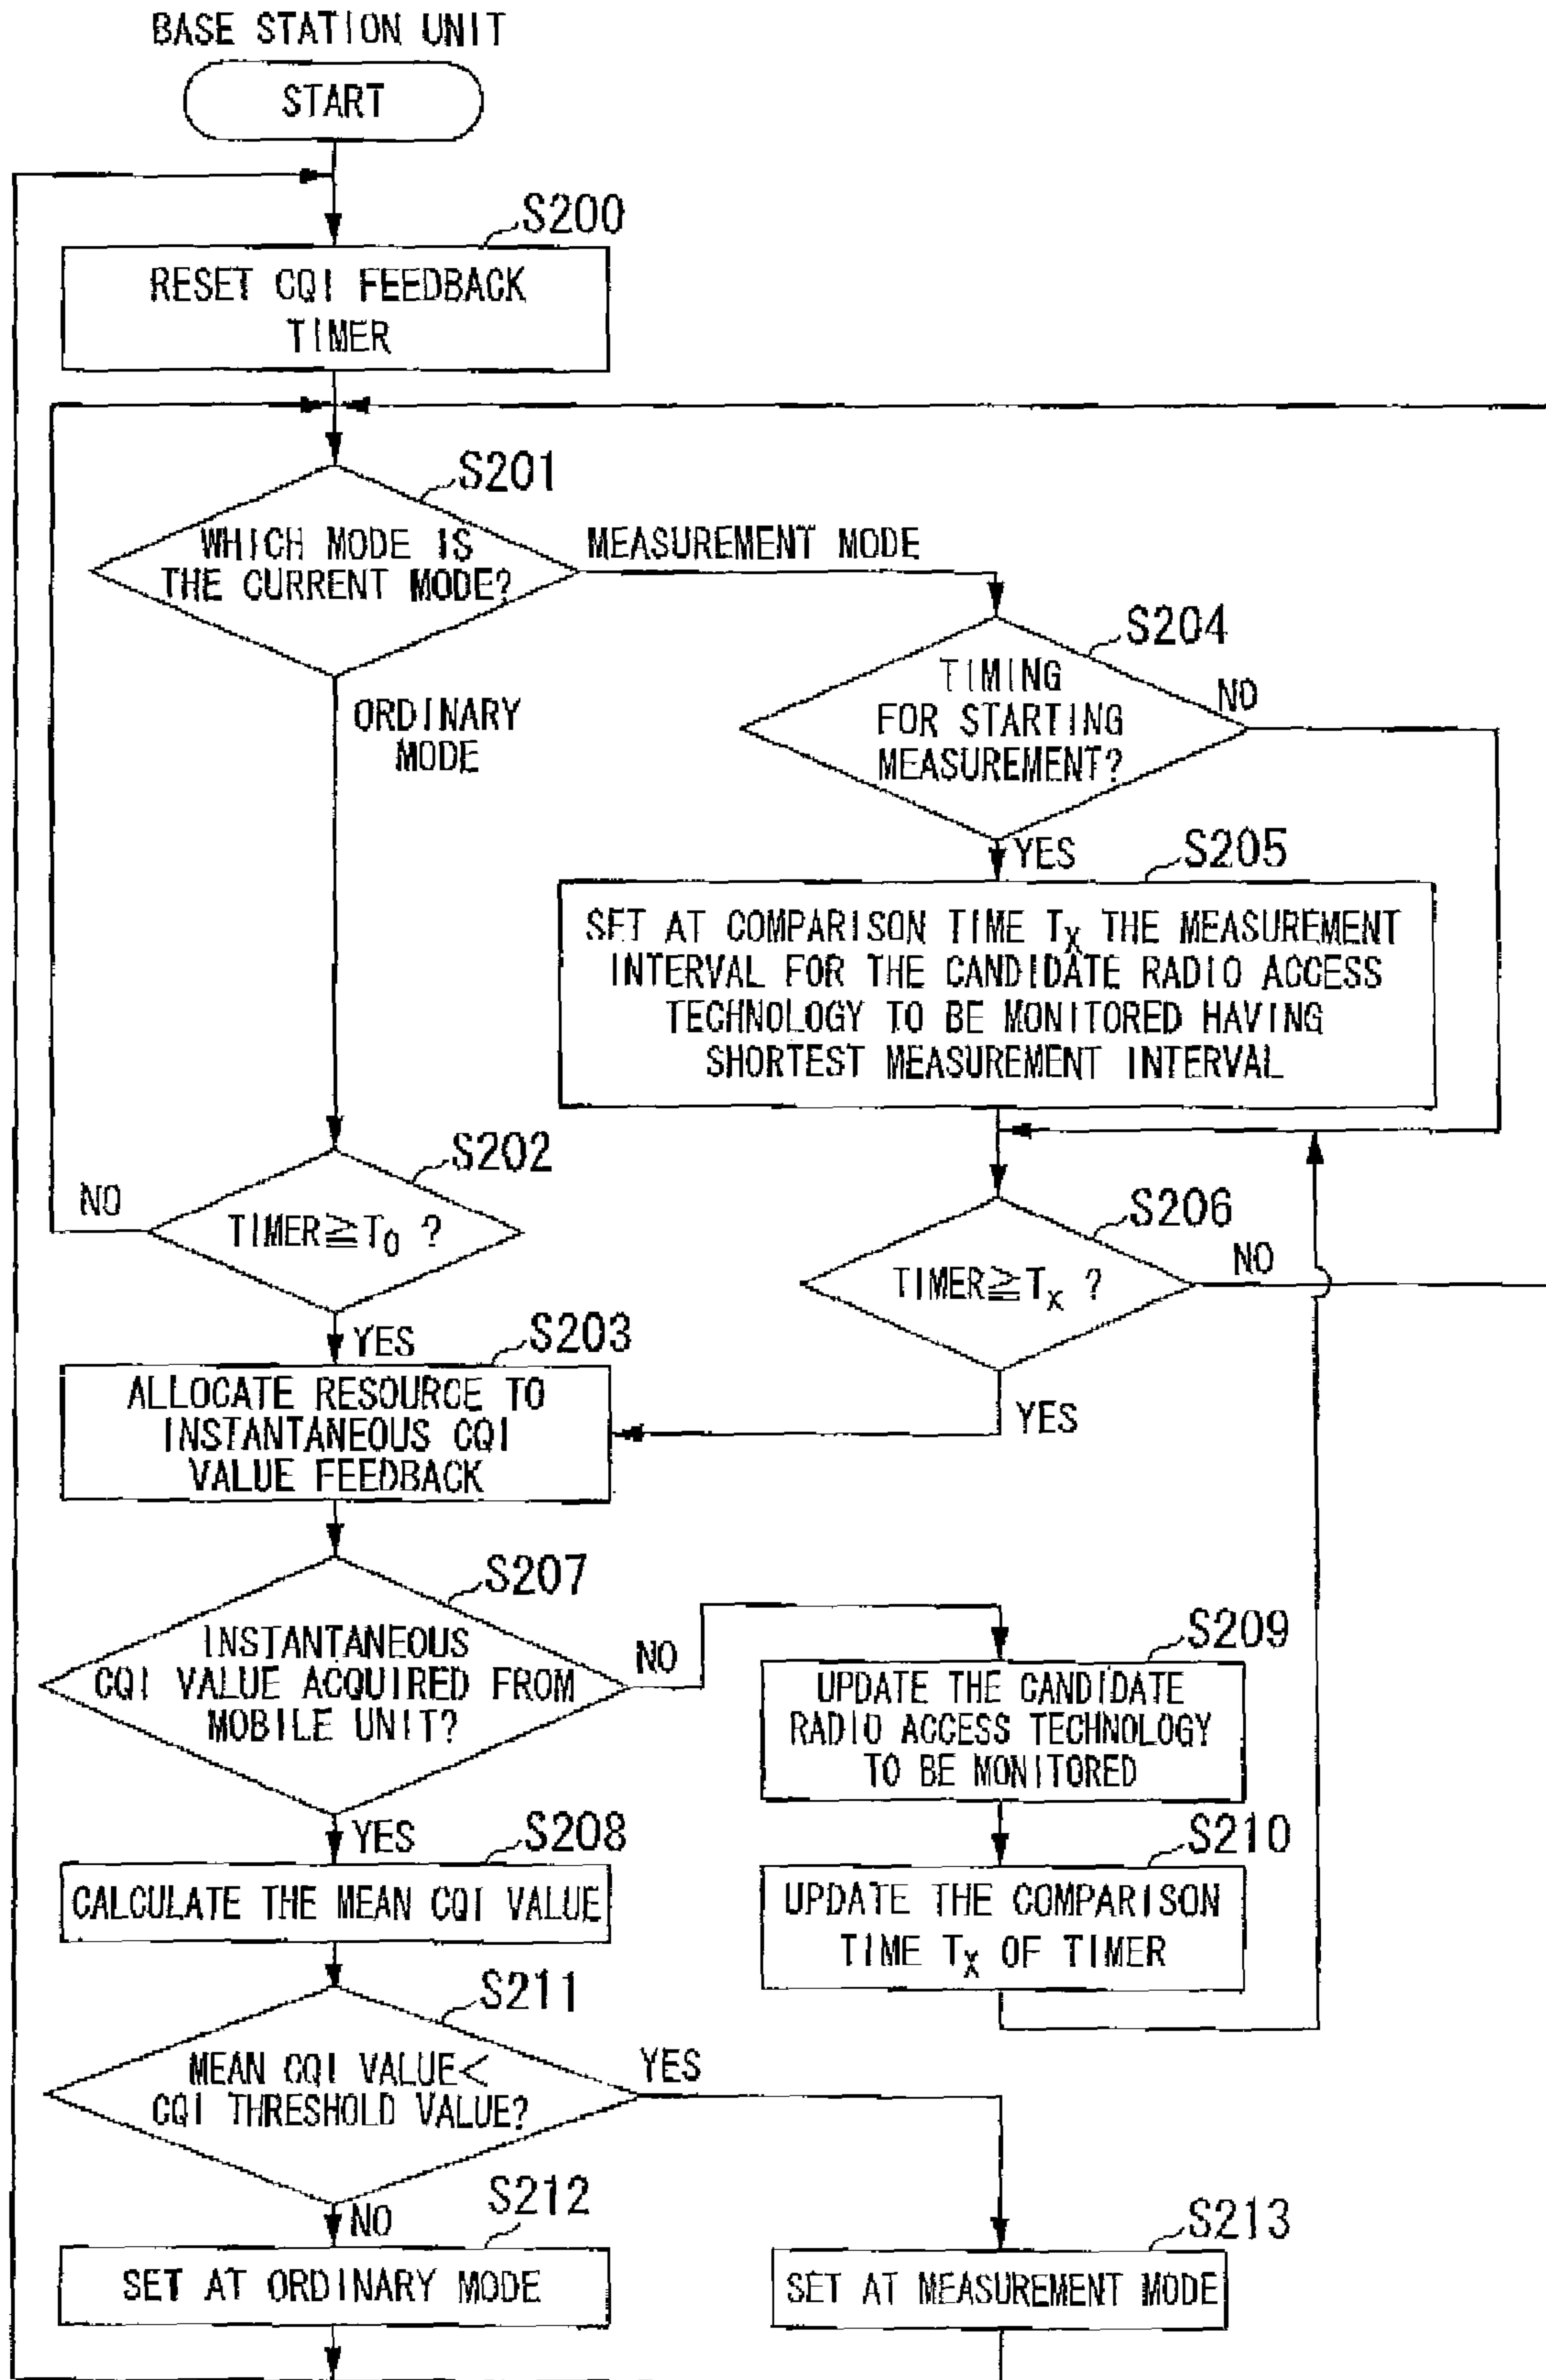 BASE STATION UNIT
START
S200
RESET CQI FEEDBACK
TIMER
S201
WHICH MODE IS
THE CURRENT MODE?
MEASUREMENT MODE
ORDINARY
MODE
S204
TIMING
FOR STARTING
MEASUREMENT?
NO
YES
S205
SET AT COMPARISON TIME TX THE MEASUREMENT
INTERVAL FOR THE CANDIDATE RADIO ACCESS
TECHNOLOGY TO BE MONITORED HAVING
SHORTEST MEASUREMENT INTERVAL
S202
NO
TIMER≧T0 ?
YES
S206
TIMER≧TX ?
NO
YES
S203
ALLOCATE RESOURCE TO
INSTANTANEOUS CQI
VALUE FEEDBACK
S207
INSTANTANEOUS
CQI VALUE ACQUIRED FROM
MOBILE UNIT?
NO
YES
S209
UPDATE THE CANDIDATE
RADIO ACCESS TECHNOLOGY
TO BE MONITORED
S208
CALCULATE THE MEAN CQI VALUE
S210
UPDATE THE COMPARISON
TIME TX OF TIMER
S211
MEAN CQI VALUE<
CQI THRESHOLD VALUE?
YES
NO
S212
SET AT ORDINARY MODE
S213
SET AT MEASUREMENT MODE